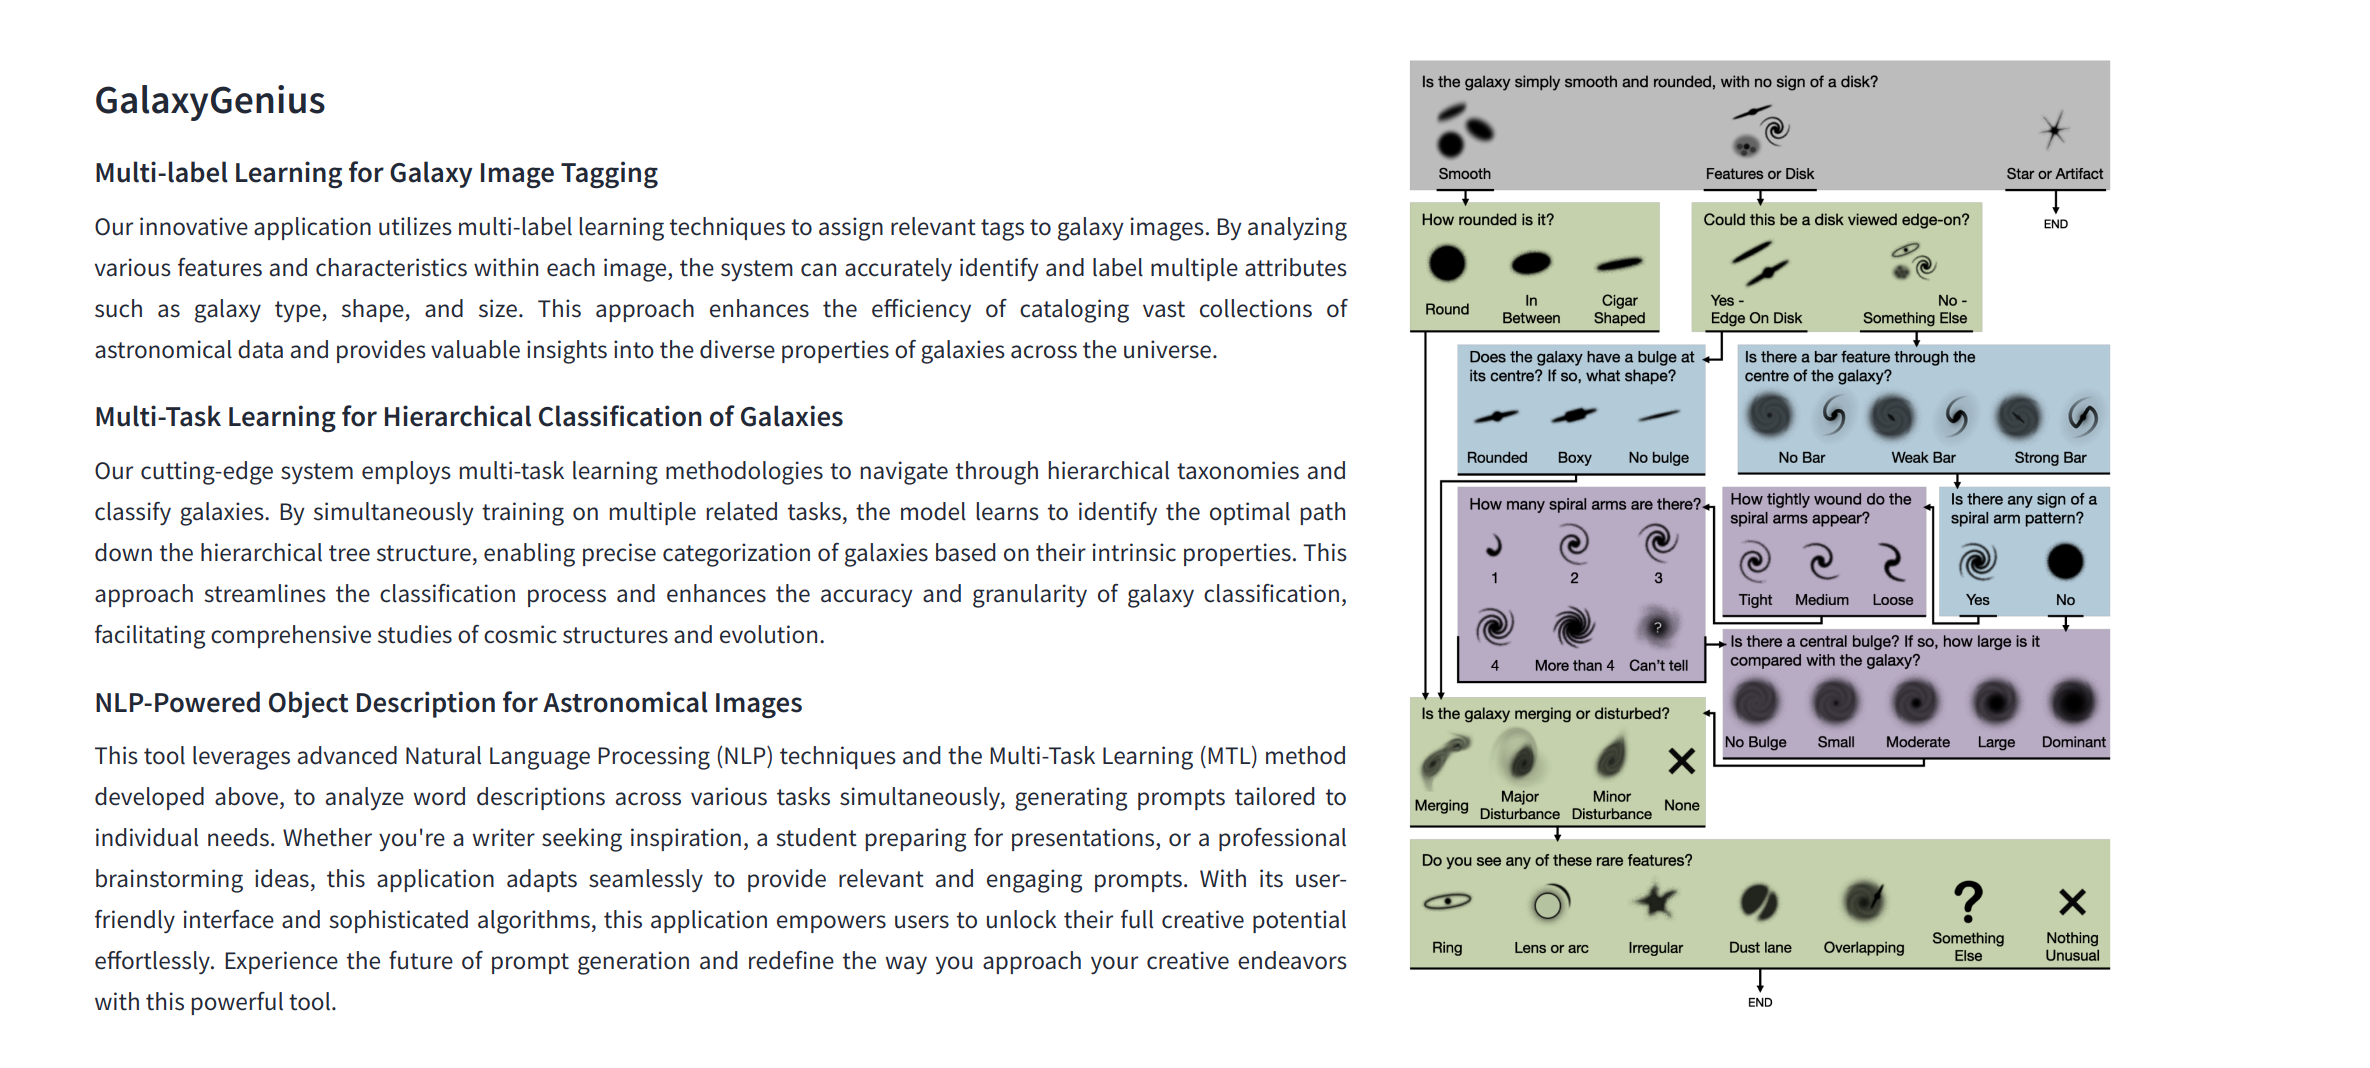 GalaxyGenius
Multi-label Learning for Galaxy Image Tagging
Our innovative application utilizes multi-label learning techniques to assign relevant tags to galaxy images. By analyzing
various features and characteristics within each image, the system can accurately identify and label multiple attributes
such as galaxy type, shape, and size. This approach enhances the efficiency of cataloging vast collections of
astronomical data and provides valuable insights into the diverse properties of galaxies across the universe.
Multi-Task Learning for Hierarchical Classification of Galaxies
Our cutting-edge system employs multi-task learning methodologies to navigate through hierarchical taxonomies and
classify galaxies. By simultaneously training on multiple related tasks, the model learns to identify the optimal path
down the hierarchical tree structure, enabling precise categorization of galaxies based on their intrinsic properties. This
approach streamlines the classification process and enhances the accuracy and granularity of galaxy classification,
facilitating comprehensive studies of cosmic structures and evolution.
NLP-Powered Object Description for Astronomical Images
This tool leverages advanced Natural Language Processing (NLP) techniques and the Multi-Task Learning (MTL) method
developed above, to analyze word descriptions across various tasks simultaneously, generating prompts tailored to
individual needs. Whether you're a writer seeking inspiration, a student preparing for presentations, or a professional
brainstorming ideas, this application adapts seamlessly to provide relevant and engaging prompts. With its user-
friendly interface and sophisticated algorithms, this application empowers users to unlock their full creative potential
effortlessly. Experience the future of prompt generation and redefine the way you approach your creative endeavors
with this powerful tool.
Is the galaxy simply smooth and rounded, with no sign of a disk?
Smooth
Features or Disk
Star or Artifact
END
How rounded is it?
Round
In
Between
Cigar
Shaped
Could this be a disk viewed edge-on?
Yes -
Edge On Disk
No -
Something Else
Does the galaxy have a bulge at
its centre? If so, what shape?
Rounded
Boxy
No bulge
Is there a bar feature through the
centre of the galaxy?
No Bar
Weak Bar
Strong Bar
How many spiral arms are there?
1
2
3
4
More than 4
?
Can't tell
How tightly wound do the
spiral arms appear?
Tight
Medium
Loose
Is there any sign of a
spiral arm pattern?
Yes
No
Is there a central bulge? If so, how large is it
compared with the galaxy?
No Bulge
Small
Moderate
Large
Dominant
Is the galaxy merging or disturbed?
Merging
Major
Disturbance
Minor
Disturbance
None
Do you see any of these rare features?
Ring
Lens or arc
Irregular
Dust lane
Overlapping
?
Something
Else
Nothing
Unusual
END